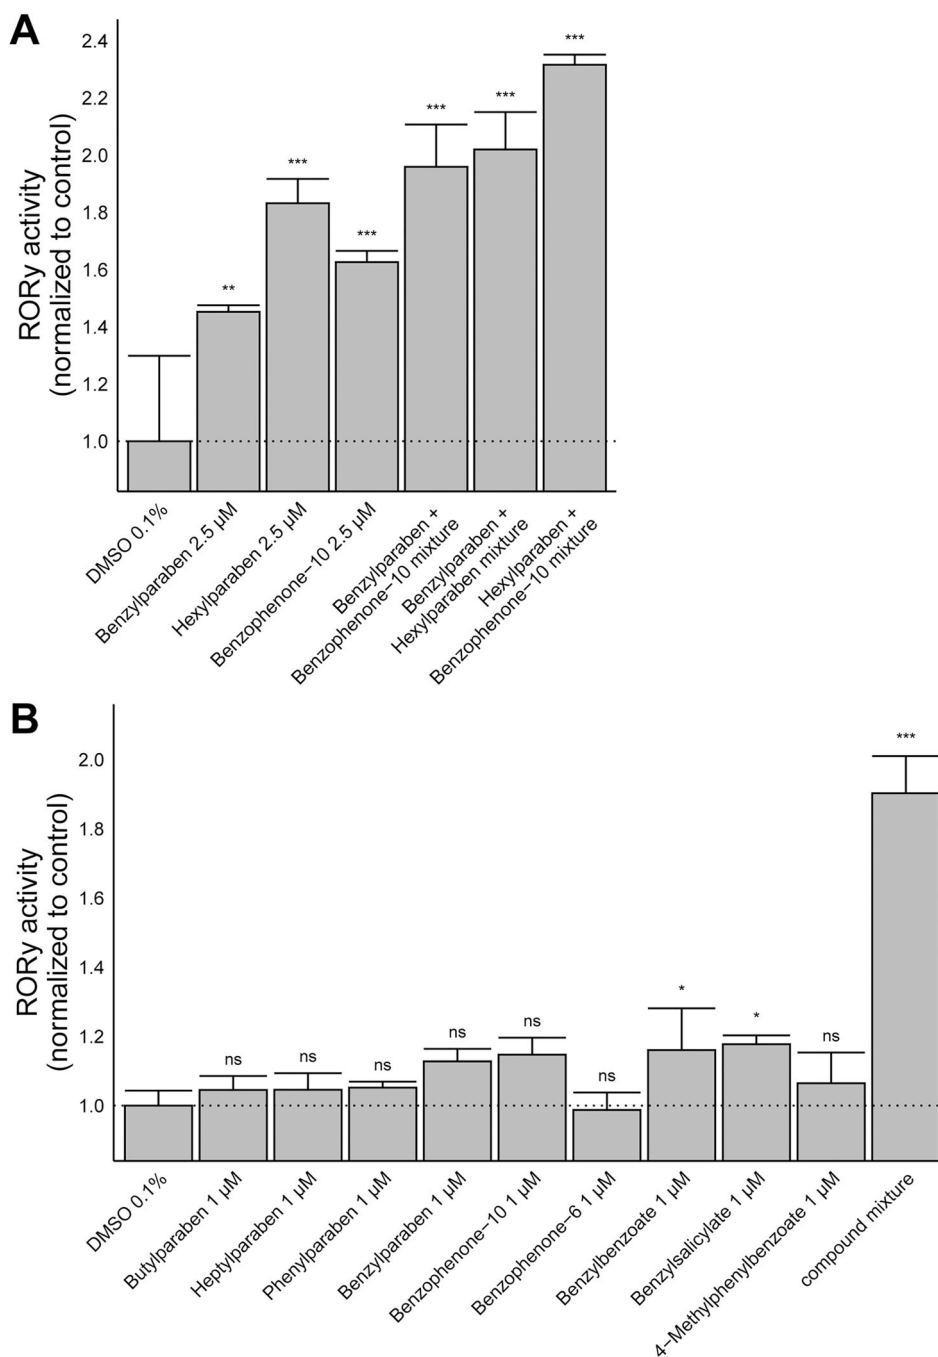 A
RORy activity
(normalized to control)
2.4
2.2
2.0
1.8
1.6
1.4
1.2
1.0
***
***
***
***
***
**
DMSO 0.1%
Benzylparaben 2.5 μM
Hexylparaben 2.5 μM
Benzophenone−10 2.5 μM
Benzylparaben +
Benzophenone−10 mixture
Benzylparaben +
Hexylparaben mixture
Hexylparaben +
Benzophenone−10 mixture
B
RORy activity
(normalized to control)
2.0
1.8
1.6
1.4
1.2
1.0
ns
ns
ns
ns
ns
ns
*
*
ns
***
DMSO 0.1%
Butylparaben 1 μM
Heptylparaben 1 μM
Phenylparaben 1 μM
Benzylparaben 1 μM
Benzophenone−10 1 μM
Benzophenone−6 1 μM
Benzylbenzoate 1 μM
Benzylsalicylate 1 μM
4−Methylphenylbenzoate 1 μM
compound mixture